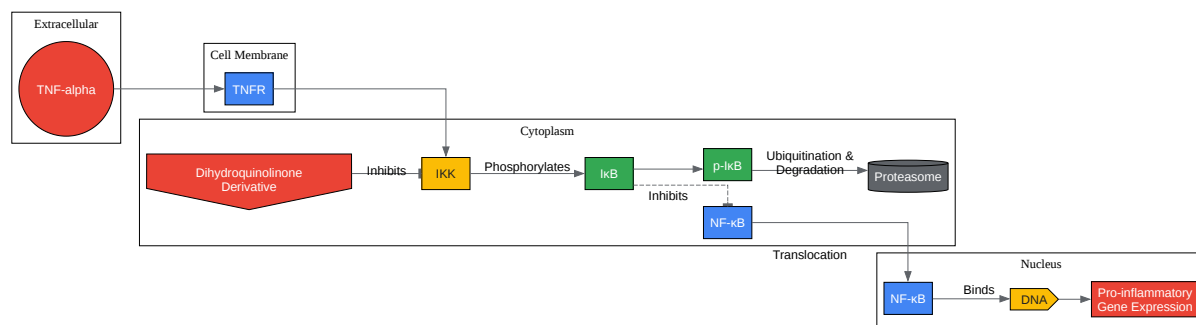 Extracellular
TNF-alpha
Cell Membrane
TNFR
Cytoplasm
Dihydroquinolinone
Derivative
Inhibits
IKK
Phosphorylates
IκB
p-IκB
Ubiquitination &
Degradation
Proteasome
Inhibits
NF-κB
Translocation
Nucleus
NF-κB
Binds
DNA
Pro-inflammatory
Gene Expression